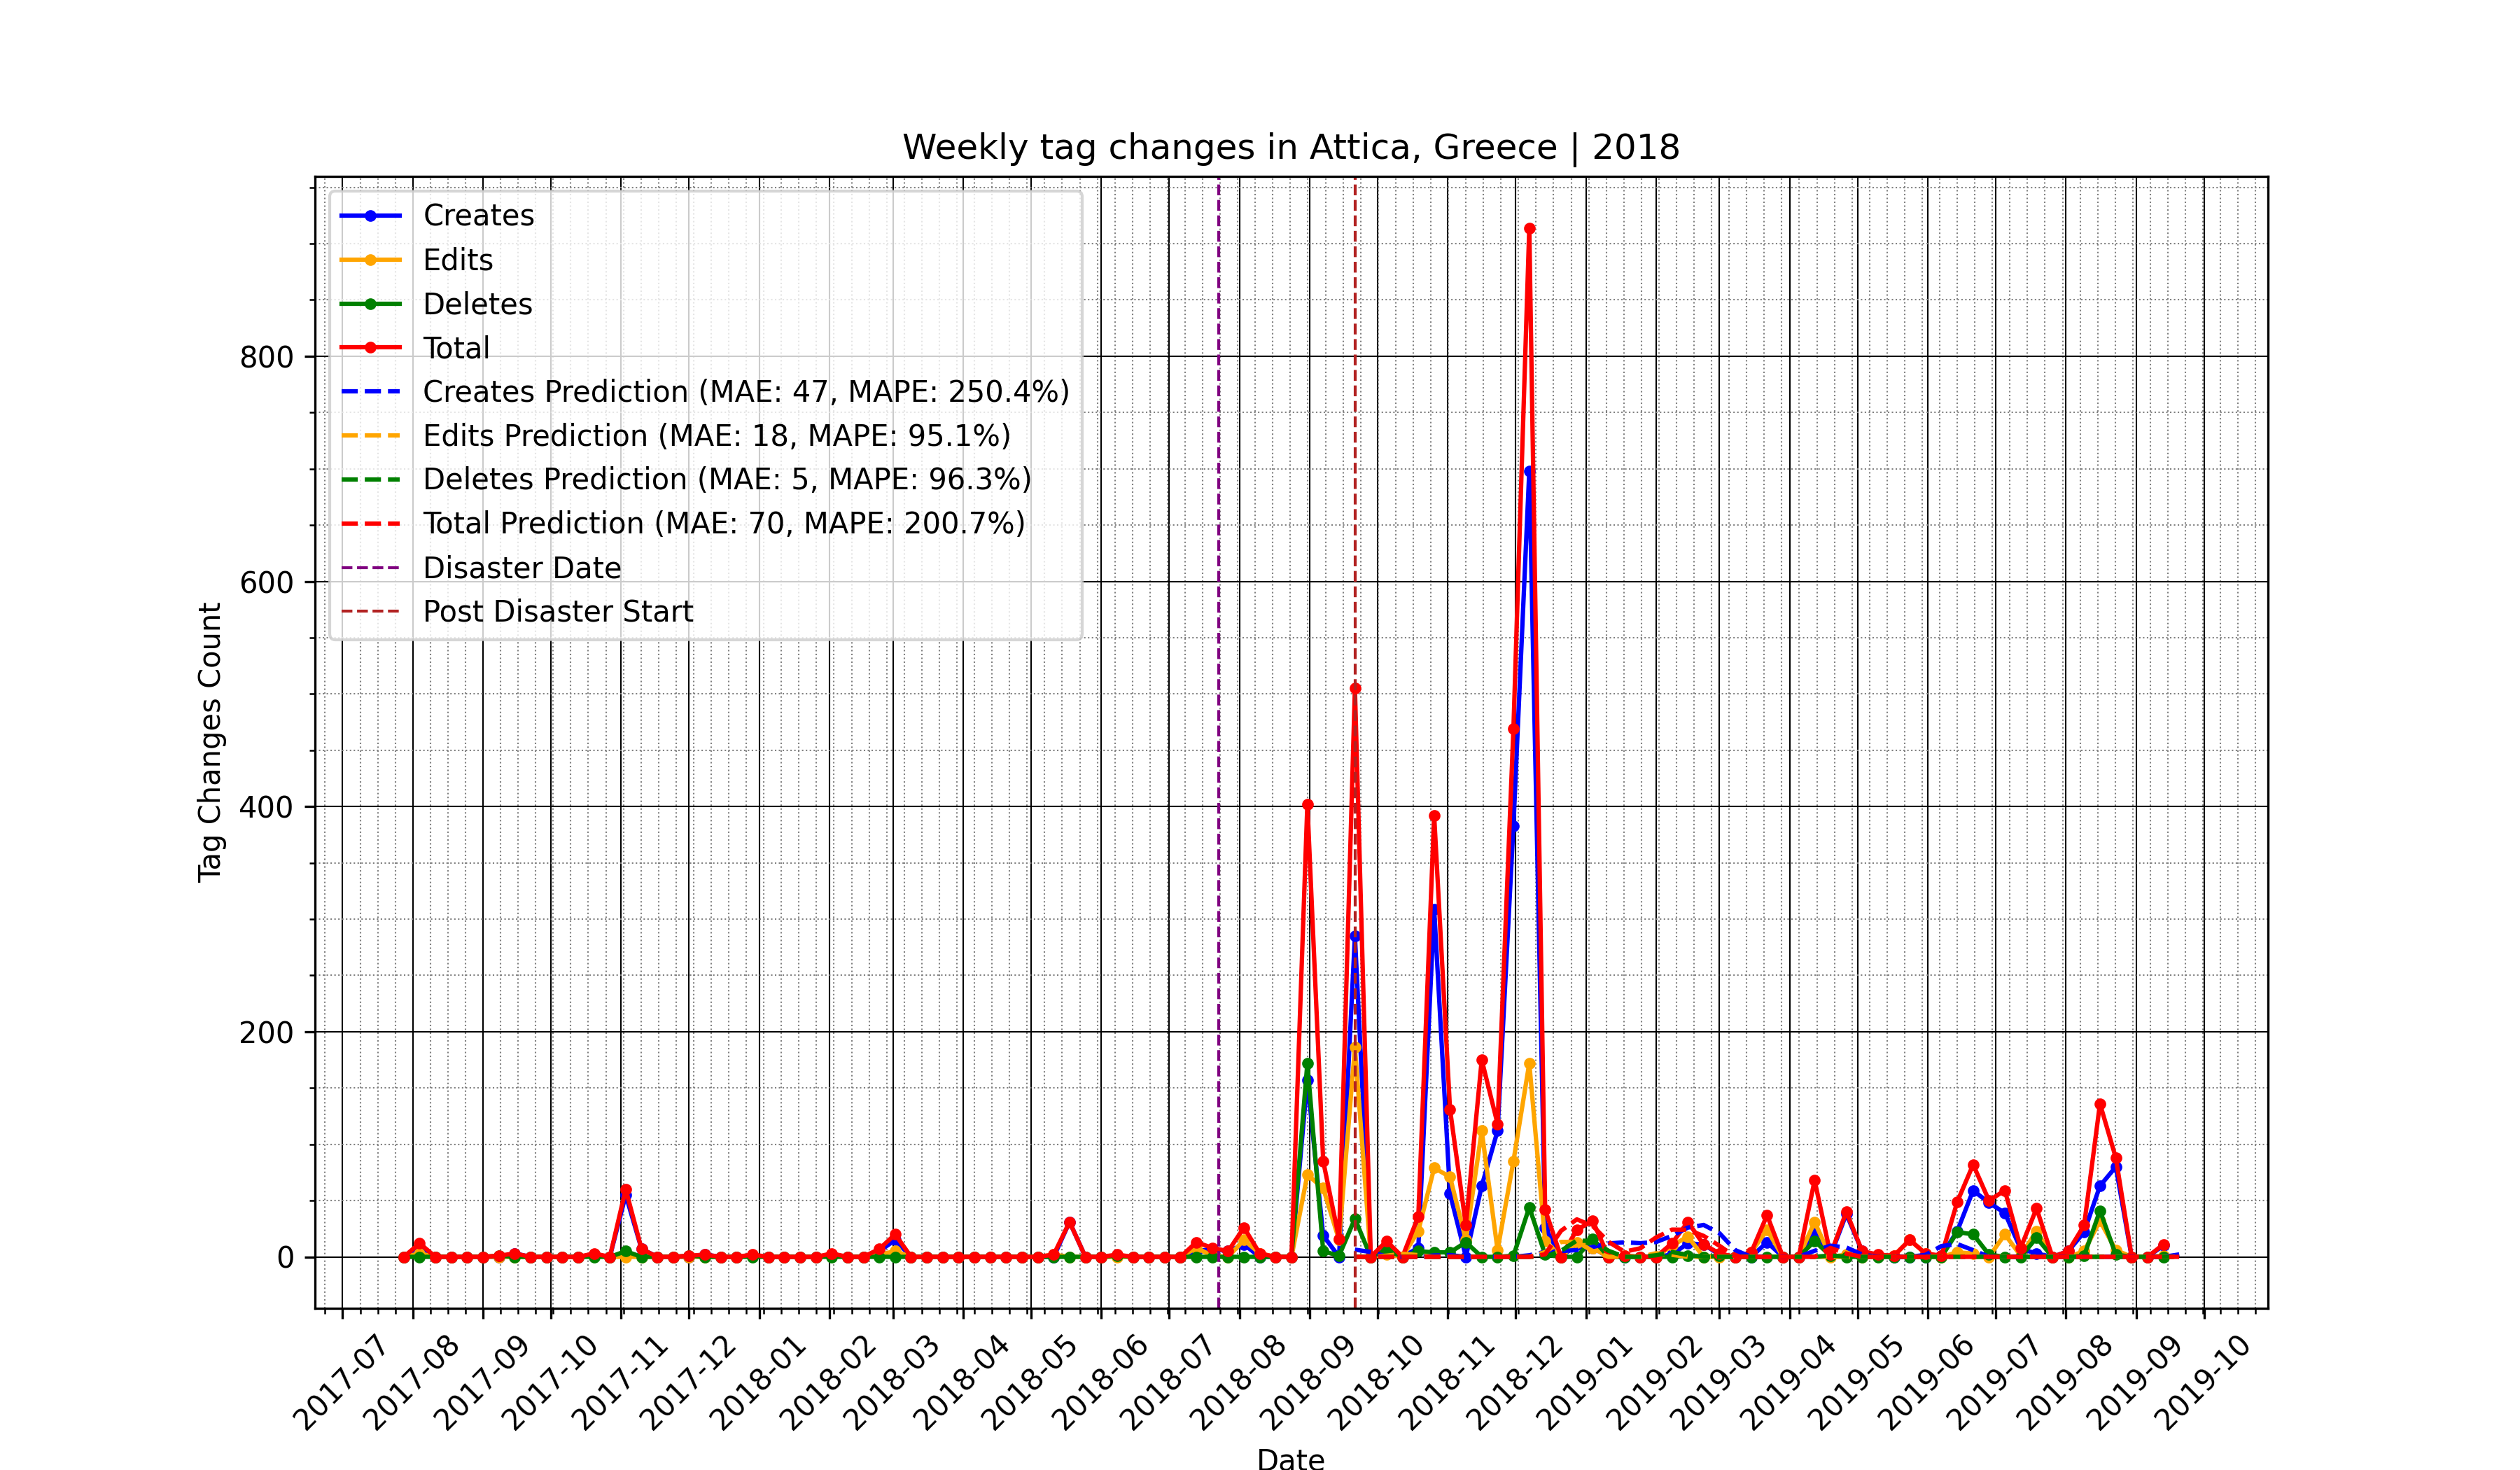 Weekly tag changes in Attica, Greece | 2018
Creates
Edits
Deletes
Total
Creates Prediction (MAE: 47, MAPE: 250.4%)
Edits Prediction (MAE: 18, MAPE: 95.1%)
Deletes Prediction (MAE: 5, MAPE: 96.3%)
Total Prediction (MAE: 70, MAPE: 200.7%)
Disaster Date
Post Disaster Start
Tag Changes Count
800
600
400
200
0
2017-07
2017-08
2017-09
2017-10
2017-11
2017-12
2018-01
2018-02
2018-03
2018-04
2018-05
2018-06
2018-07
2018-08
2018-09
2018-10
2018-11
2018-12
2019-01
2019-02
2019-03
2019-04
2019-05
2019-06
2019-07
2019-08
2019-09
2019-10
Date